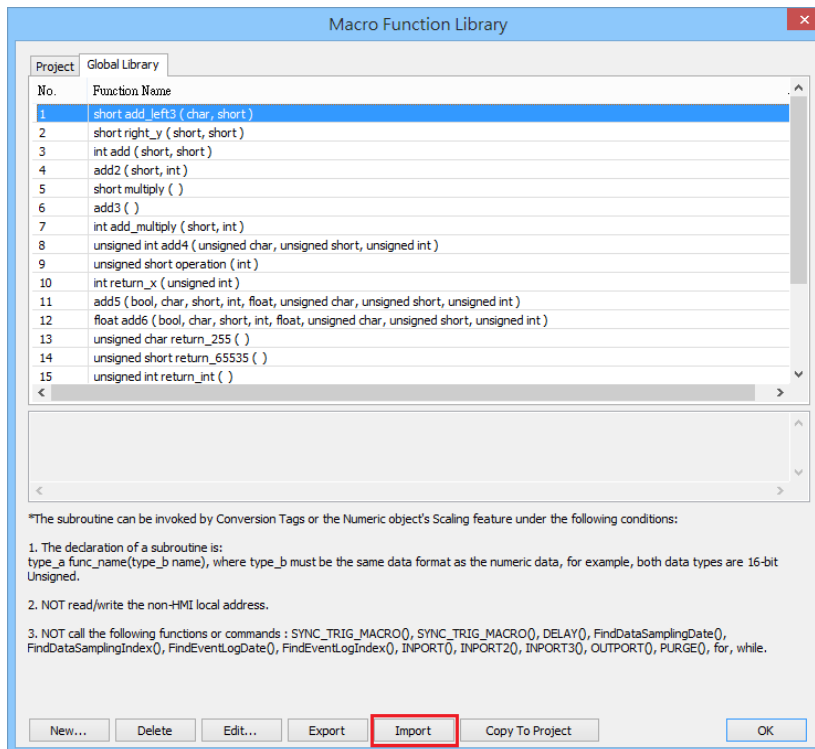 Macro Function Library
Project Global Library
No. Function Name
1 short add_left3 ( char, short )
2 short right_y ( short, short )
3 int add ( short, short )
4 add2 ( short, int )
5 short multiply ( )
6 add3 ( )
7 int add_multiply ( short, int )
8 unsigned int add4 ( unsigned char, unsigned short, unsigned int )
9 unsigned short operation ( int )
10 int return_x ( unsigned int )
11 add5 ( bool, char, short, int, float, unsigned char, unsigned short, unsigned int )
12 float add6 ( bool, char, short, int, float, unsigned char, unsigned short, unsigned int )
13 unsigned char return_255 ( )
14 unsigned short return_65535 ( )
15 unsigned int return_int ( )
*The subroutine can be invoked by Conversion Tags or the Numeric object's Scaling feature under the following conditions:
1. The declaration of a subroutine is:
type_a func_name(type_b name), where type_b must be the same data format as the numeric data, for example, both data types are 16-bit
Unsigned.
2. NOT read/write the non-HMI local address.
3. NOT call the following functions or commands : SYNC_TRIG_MACRO(), SYNC_TRIG_MACRO(), DELAY(), FindDataSamplingDate(),
FindDataSamplingIndex(), FindEventLogDate(), FindEventLogIndex(), INPORT(), INPORT2(), INPORT3(), OUTPORT(), PURGE(), for, while.
New... Delete Edit... Export Import Copy To Project OK